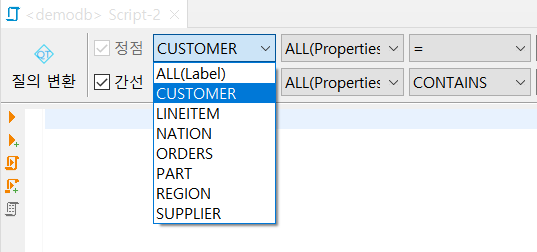 <demodb> Script-2
QT
질의 변환
정점 CUSTOMER ALL(Properties =
간선 ALL(Properties CONTAINS
ALL(Label)
CUSTOMER
LINEITEM
NATION
ORDERS
PART
REGION
SUPPLIER